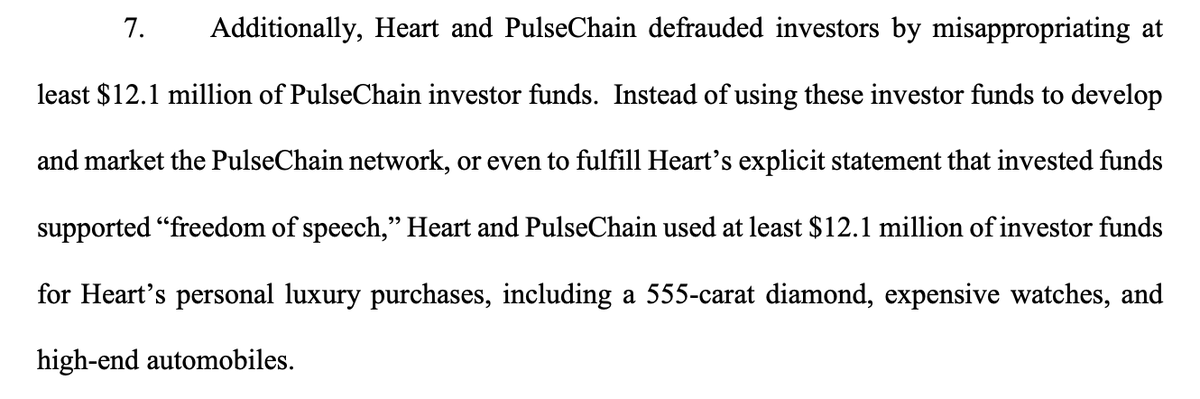 7. Additionally, Heart and PulseChain defrauded investors by misappropriating at
least $12.1 million of PulseChain investor funds. Instead of using these investor funds to develop
and market the PulseChain network, or even to fulfill Heart’s explicit statement that invested funds
supported “freedom of speech,” Heart and PulseChain used at least $12.1 million of investor funds
for Heart’s personal luxury purchases, including a 555-carat diamond, expensive watches, and
high-end automobiles.